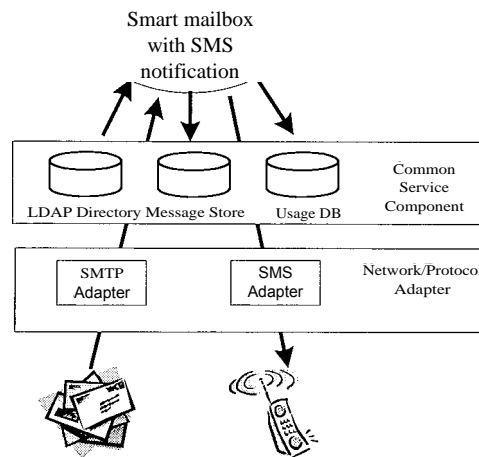 Smart mailbox
with SMS
notification
LDAP Directory Message Store Usage DB
Common
Service
Component
SMTP
Adapter
SMS
Adapter
Network/Protocol
Adapter